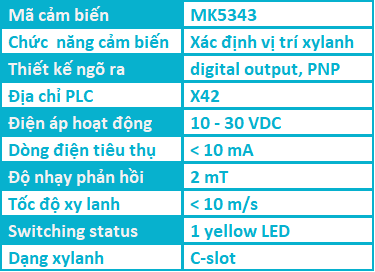 Mã cảm biến MK5343
Chức năng cảm biến Xác định vị trí xylanh
Thiết kế ngõ ra digital output, PNP
Địa chỉ PLC X42
Điện áp hoạt động 10 - 30 VDC
Dòng điện tiêu thụ < 10 mA
Độ nhạy phản hồi 2 mT
Tốc độ xy lanh < 10 m/s
Switching status 1 yellow LED
Dạng xylanh C-slot